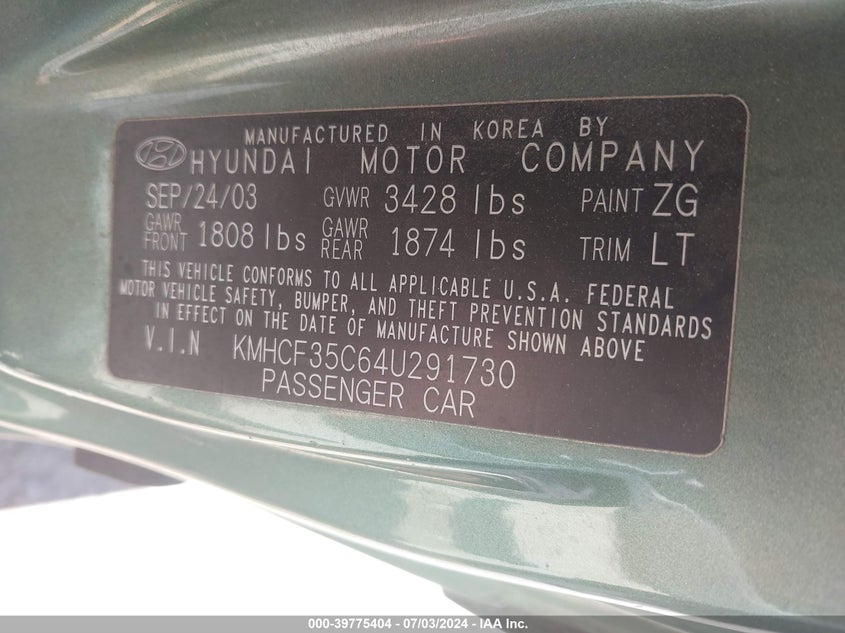 MANUFACTURED IN KOREA BY
HYUNDAI MOTOR COMPANY
SEP/24/03 GVWR 3428 lbs PAINT ZG
GAWR FRONT 1808 lbs GAWR REAR 1874 lbs TRIM LT
THIS VEHICLE CONFORMS TO ALL APPLICABLE U.S.A. FEDERAL
MOTOR VEHICLE SAFETY, BUMPER, AND THEFT PREVENTION STANDARDS
IN EFFECT ON THE DATE OF MANUFACTURE SHOWN ABOVE
V.I.N KMHCF35C64U291730
PASSENGER CAR
000-39775404 - 07/03/2024 - IAA Inc.